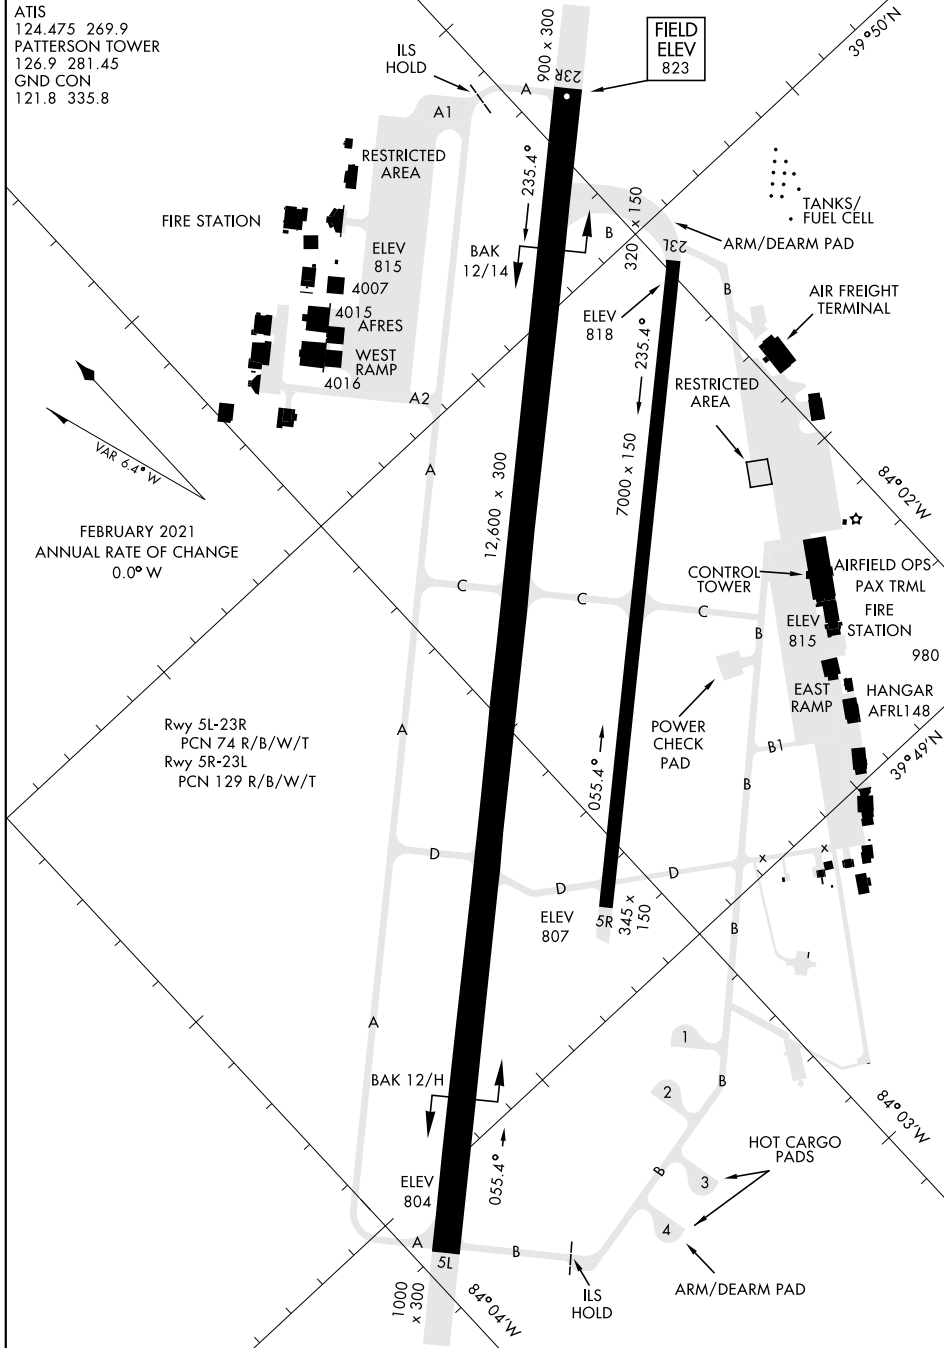 ATIS
124.475 269.9
PATTERSON TOWER
126.9 281.45
GND CON
121.8 335.8
ILS
HOLD
900 x 300
FIELD
ELEV
823
39°50'N
23R
A
A1
RESTRICTED
AREA
235.4°
TANKS/
FUEL CELL
FIRE STATION
320 x 150
B
ARM/DEARM PAD
23L
ELEV
815
BAK
12/14
4007
B
AIR FREIGHT
TERMINAL
4015
AFRES
ELEV
818
235.4°
WEST
RAMP
4016
A2
RESTRICTED
AREA
VAR 6.4° W
A
12,600 x 300
7000 x 150
84°02'W
FEBRUARY 2021
ANNUAL RATE OF CHANGE
0.0° W
CONTROL
TOWER
AIRFIELD OPS
PAX TRML
C
C
C
FIRE
STATION
ELEV
815
B
980
EAST
RAMP
HANGAR
AFRL148
Rwy 5L-23R
PCN 74 R/B/W/T
Rwy 5R-23L
PCN 129 R/B/W/T
A
POWER
CHECK
PAD
B1
39°49'N
055.4°
B
D
D
D
x
x
ELEV
807
5R
345 x
150
B
A
1
BAK 12/H
B
2
84°03'W
HOT CARGO
PADS
055.4°
B
3
ELEV
804
4
A
B
5L
ARM/DEARM PAD
ILS
HOLD
1000
x 300
84°04'W